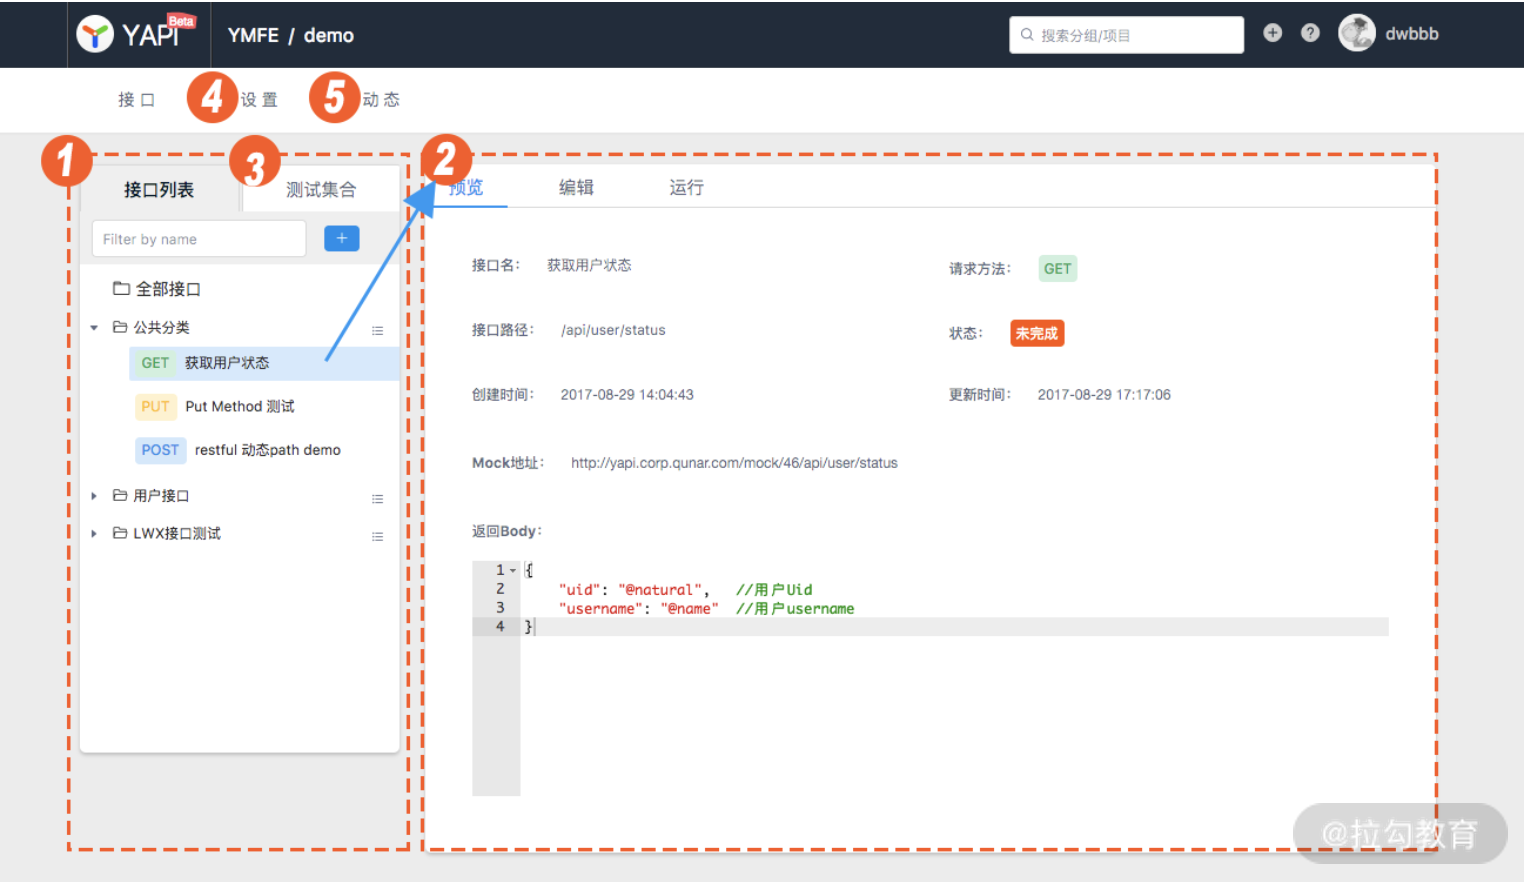 YAPI Beta YMFE / demo 搜索分组/项目 dwbbb
接口 4 设置 5 动态
1 接口列表 3 测试集合
Filter by name +
全部接口
公共分类
GET 获取用户状态
PUT Put Method 测试
POST restful 动态path demo
用户接口
LWX接口测试
2 预览 编辑 运行
接口名： 获取用户状态 请求方法： GET
接口路径： /api/user/status 状态： 未完成
创建时间： 2017-08-29 14:04:43 更新时间： 2017-08-29 17:17:06
Mock地址： http://yapi.corp.qunar.com/mock/46/api/user/status
返回Body：
1 {
2 "uid": "@natural", //用户Uid
3 "username": "@name" //用户username
4 }
@拉勾教育